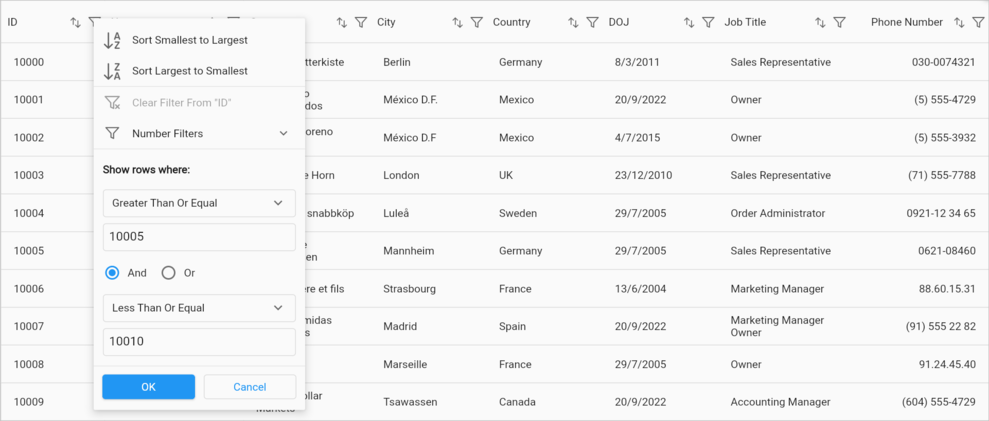 ID City Country DOJ Job Title Phone Number
Sort Smallest to Largest
Sort Largest to Smallest
Clear Filter From "ID"
Number Filters
Show rows where:
Greater Than Or Equal
10005
And Or
Less Than Or Equal
10010
OK Cancel
10000 Berlin Germany 8/3/2011 Sales Representative 030-0074321
10001 México D.F. Mexico 20/9/2022 Owner (5) 555-4729
10002 México D.F Mexico 4/7/2015 Owner (5) 555-3932
10003 Horn London UK 23/12/2010 Sales Representative (71) 555-7788
10004 snabbköp Luleå Sweden 29/7/2005 Order Administrator 0921-12 34 65
10005 Mannheim Germany 29/7/2005 Sales Representative 0621-08460
10006 et fils Strasbourg France 13/6/2004 Marketing Manager 88.60.15.31
10007 Madrid Spain 20/9/2022 Marketing Manager
Owner (91) 555 22 82
10008 Marseille France 29/7/2005 Owner 91.24.45.40
10009 Tsawassen Canada 20/9/2022 Accounting Manager (604) 555-4729